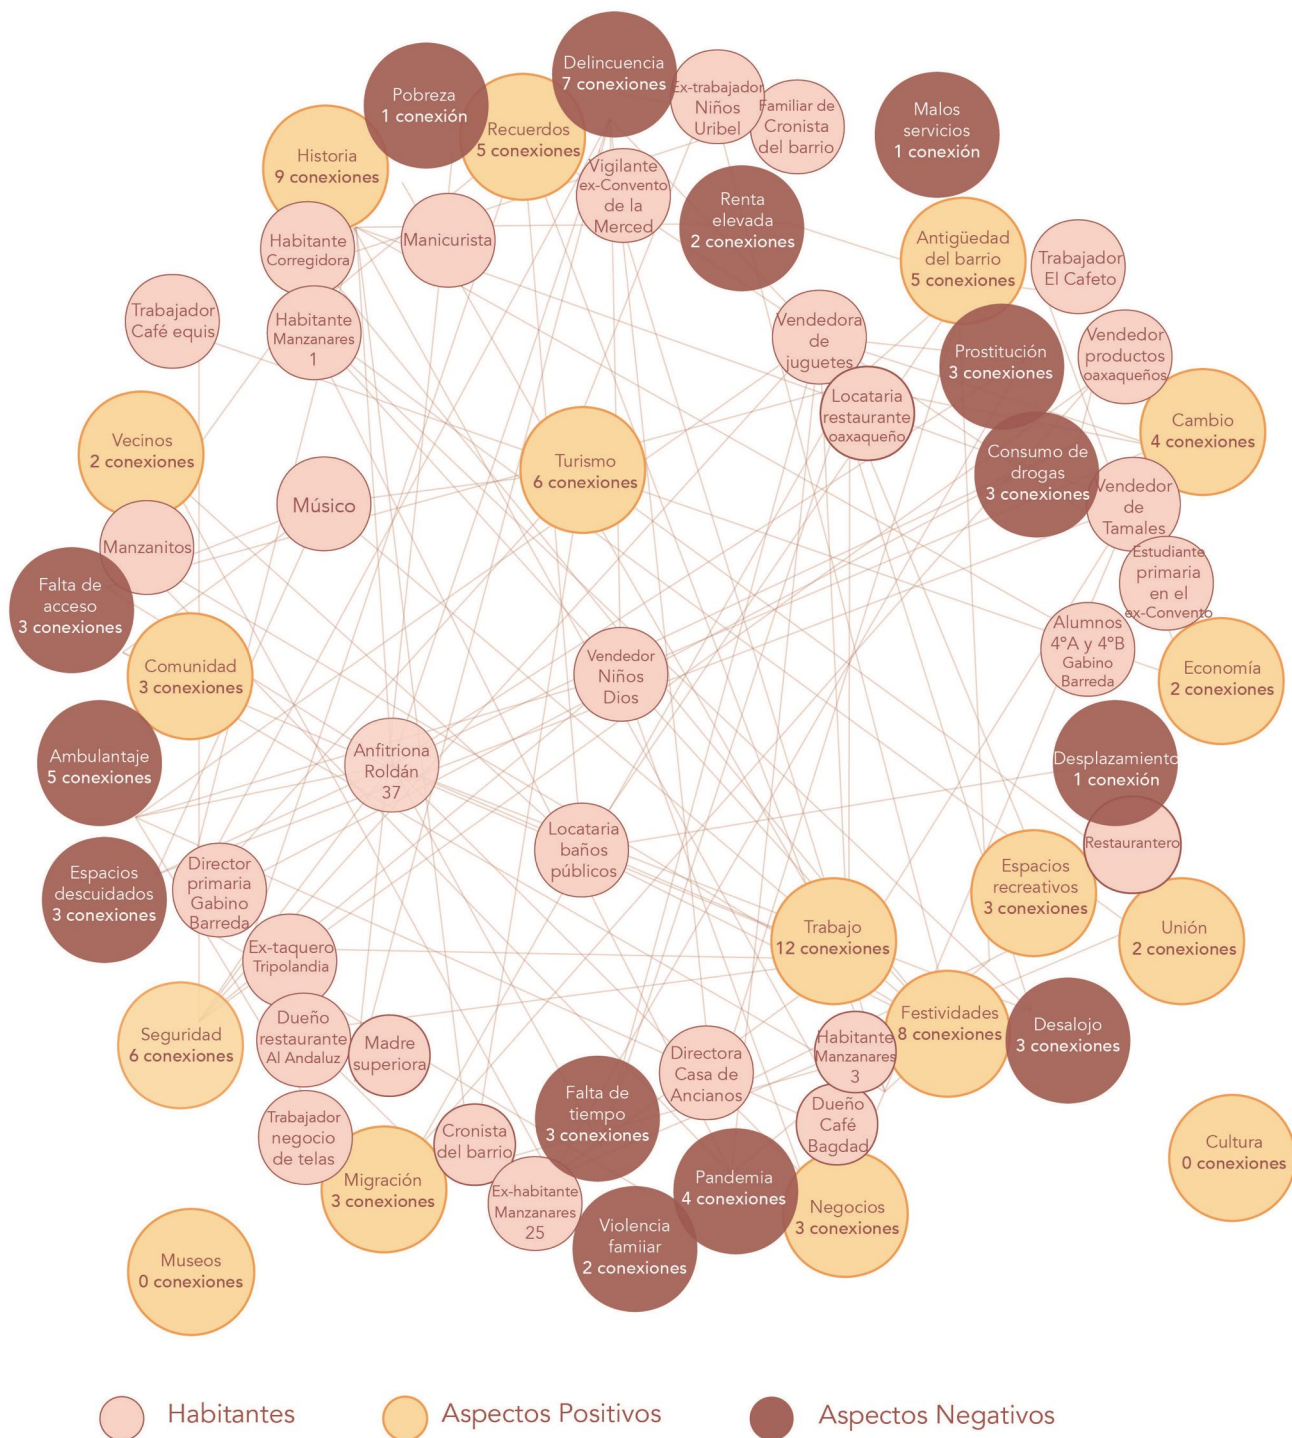 Delincuencia
7 conexiones
Pobreza
1 conexión
Recuerdos
5 conexiones
Ex-trabajador
Niños
Uribel
Familiar de
Cronista
del barrio
Malos
servicios
1 conexión
Historia
9 conexiones
Vigilante
ex-Convento
de la
Merced
Renta
elevada
2 conexiones
Habitante
Corregidora
Manicurista
Antigüedad
del barrio
5 conexiones
Trabajador
El Cafeto
Trabajador
Café equis
Habitante
Manzanares
1
Vendedora
de
juguetes
Prostitución
3 conexiones
Vendedor
productos
oaxaqueños
Locataria
restaurante
oaxaqueño
Cambio
4 conexiones
Vecinos
2 conexiones
Turismo
6 conexiones
Consumo de
drogas
3 conexiones
Músico
Vendedor
de
Tamales
Manzanitos
Estudiante
primaria
en el
ex-Convento
Falta de
acceso
3 conexiones
Alumnos
4ºA y 4ºB
Gabino
Barreda
Comunidad
3 conexiones
Vendedor
Niños
Dios
Economía
2 conexiones
Ambulantaje
5 conexiones
Anfitriona
Roldán
37
Desplazamiento
1 conexión
Locataria
baños
públicos
Restaurantero
Espacios
descuidados
3 conexiones
Director
primaria
Gabino
Barreda
Espacios
recreativos
3 conexiones
Trabajo
12 conexiones
Unión
2 conexiones
Ex-taquero
Tripolandia
Festividades
8 conexiones
Desalojo
3 conexiones
Seguridad
6 conexiones
Dueño
restaurante
Al Andaluz
Madre
superiora
Directora
Casa de
Ancianos
Habitante
Manzanares
3
Falta de
tiempo
3 conexiones
Dueño
Café
Bagdad
Trabajador
negocio
de telas
Cronista
del barrio
Cultura
0 conexiones
Migración
3 conexiones
Ex-habitante
Manzanares
25
Pandemia
4 conexiones
Negocios
3 conexiones
Violencia
famiiar
2 conexiones
Museos
0 conexiones
Habitantes
Aspectos Positivos
Aspectos Negativos